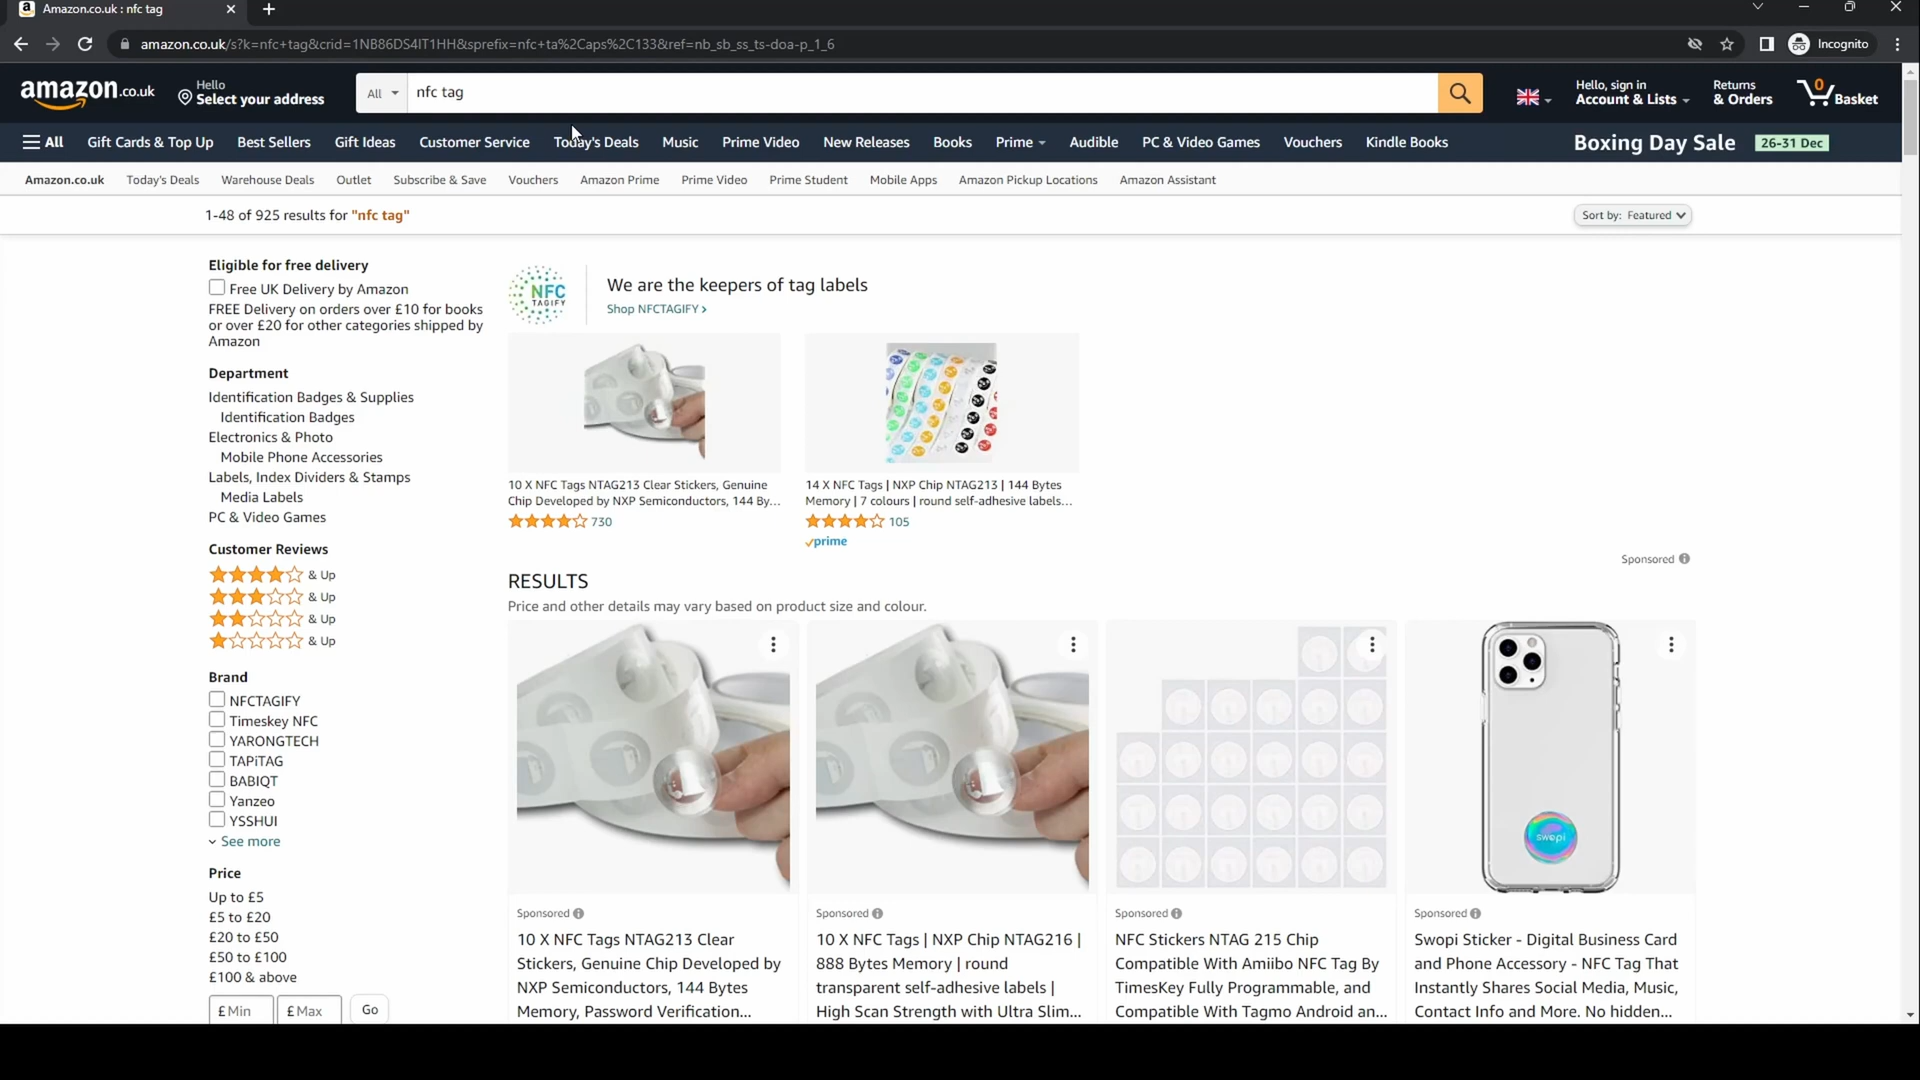 Amazon.co.uk : nfc tag
amazon.co.uk/s?k=nfc+tag&crid=1NB86DS4IT1HH&sprefix=nfc+ta%2Caps%2C133&ref=nb_sb_ss_ts-doa-p_1_6
Incognito
amazon.co.uk
Hello
Select your address
All
nfc tag
Hello, sign in
Account & Lists
Returns
& Orders
0
Basket
All
Gift Cards & Top Up
Best Sellers
Gift Ideas
Customer Service
Today's Deals
Music
Prime Video
New Releases
Books
Prime
Audible
PC & Video Games
Vouchers
Kindle Books
Boxing Day Sale
26-31 Dec
Amazon.co.uk
Today's Deals
Warehouse Deals
Outlet
Subscribe & Save
Vouchers
Amazon Prime
Prime Video
Prime Student
Mobile Apps
Amazon Pickup Locations
Amazon Assistant
1-48 of 925 results for "nfc tag"
Sort by: Featured
Eligible for free delivery
Free UK Delivery by Amazon
FREE Delivery on orders over £10 for books
or over £20 for other categories shipped by
Amazon
Department
Identification Badges & Supplies
Identification Badges
Electronics & Photo
Mobile Phone Accessories
Labels, Index Dividers & Stamps
Media Labels
PC & Video Games
Customer Reviews
& Up
& Up
& Up
& Up
Brand
NFCTAGIFY
Timeskey NFC
YARONGTECH
TAPiTAG
BABIQT
Yanzeo
YSSHUI
See more
Price
Up to £5
£5 to £20
£20 to £50
£50 to £100
£100 & above
£ Min
£ Max
Go
NFC
TAGIFY
We are the keepers of tag labels
Shop NFCTAGIFY ›
10 X NFC Tags NTAG213 Clear Stickers, Genuine
Chip Developed by NXP Semiconductors, 144 By...
730
14 X NFC Tags | NXP Chip NTAG213 | 144 Bytes
Memory | 7 colours | round self-adhesive labels...
105
prime
Sponsored
RESULTS
Price and other details may vary based on product size and colour.
Sponsored
10 X NFC Tags NTAG213 Clear
Stickers, Genuine Chip Developed by
NXP Semiconductors, 144 Bytes
Memory, Password Verification...
Sponsored
10 X NFC Tags | NXP Chip NTAG216 |
888 Bytes Memory | round
transparent self-adhesive labels |
High Scan Strength with Ultra Slim...
Sponsored
NFC Stickers NTAG 215 Chip
Compatible With Amiibo NFC Tag By
TimesKey Fully Programmable, and
Compatible With Tagmo Android an...
swopi
Sponsored
Swopi Sticker - Digital Business Card
and Phone Accessory - NFC Tag That
Instantly Shares Social Media, Music,
Contact Info and More. No hidden...